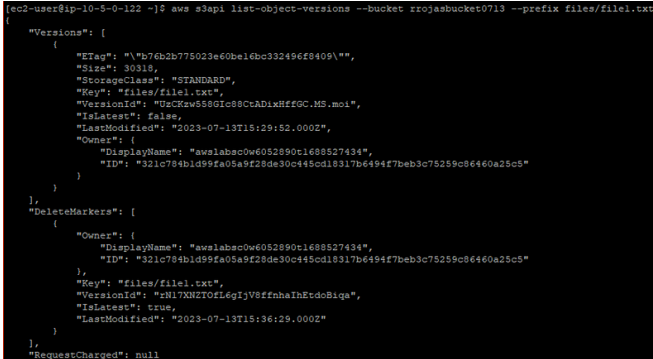 [ec2-user@ip-10-5-0-122 ~]$ aws s3api list-object-versions --bucket rrojasbucket0713 --prefix files/file1.txt
{
    "Versions": [
        {
            "ETag": "\"b76b2b775023e60be16bc332496f8409\"",
            "Size": 30318,
            "StorageClass": "STANDARD",
            "Key": "files/file1.txt",
            "VersionId": "UzCKzw558GIc88CtADixHffGC.MS.moi",
            "IsLatest": false,
            "LastModified": "2023-07-13T15:29:52.000Z",
            "Owner": {
                "DisplayName": "awslabsc0w6052890t1688527434",
                "ID": "321c784b1d99fa05a9f28de30c445cd18317b6494f7beb3c75259c86460a25c5"
            }
        }
    ],
    "DeleteMarkers": [
        {
            "Owner": {
                "DisplayName": "awslabsc0w6052890t1688527434",
                "ID": "321c784b1d99fa05a9f28de30c445cd18317b6494f7beb3c75259c86460a25c5"
            },
            "Key": "files/file1.txt",
            "VersionId": "rN17XNZTOfL6gIjV8ffnhaIhEtdoBiqa",
            "IsLatest": true,
            "LastModified": "2023-07-13T15:36:29.000Z"
        }
    ],
    "RequestCharged": null